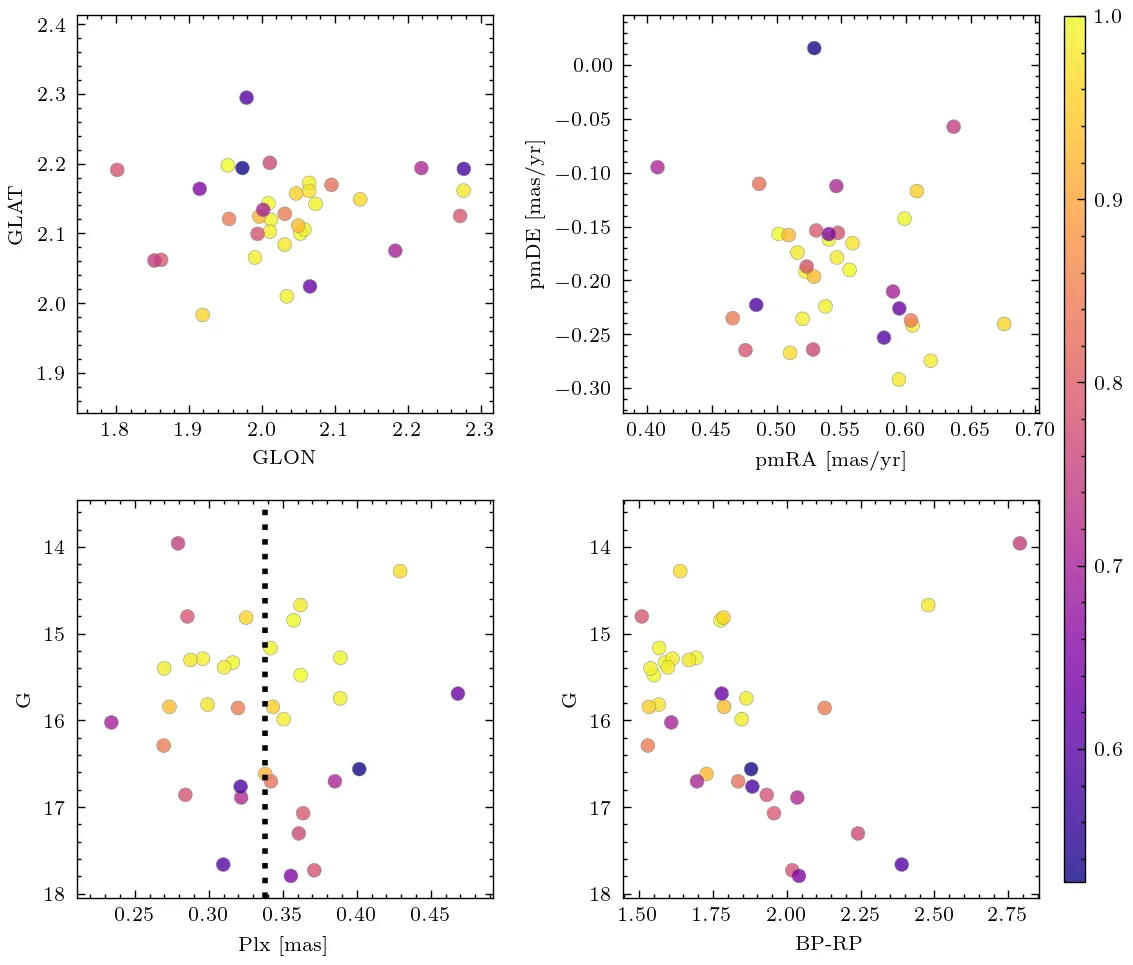 2.4
2.3
2.2
2.1
2.0
1.9
GLAT
1.8 1.9 2.0 2.1 2.2 2.3
GLON
0.00
−0.05
−0.10
−0.15
−0.20
−0.25
−0.30
pmDE [mas/yr]
0.40 0.45 0.50 0.55 0.60 0.65 0.70
pmRA [mas/yr]
1.0
0.9
0.8
0.7
0.6
14
15
16
17
18
G
0.25 0.30 0.35 0.40 0.45
Plx [mas]
14
15
16
17
18
G
1.50 1.75 2.00 2.25 2.50 2.75
BP-RP